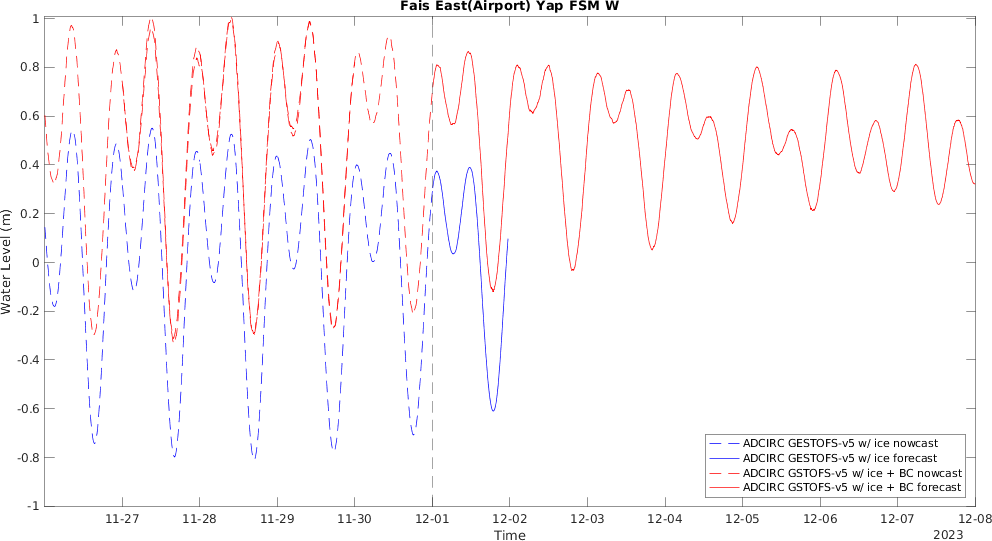 Fais East(Airport) Yap FSM W
1
0.8
0.6
0.4
0.2
0
-0.2
-0.4
-0.6
-0.8
-1
Water Level (m)
ADCIRC GESTOFS-v5 w/ ice nowcast
ADCIRC GESTOFS-v5 w/ ice forecast
ADCIRC GSTOFS-v5 w/ ice + BC nowcast
ADCIRC GSTOFS-v5 w/ ice + BC forecast
11-27 11-28 11-29 11-30 12-01 12-02 12-03 12-04 12-05 12-06 12-07 12-08
Time
2023